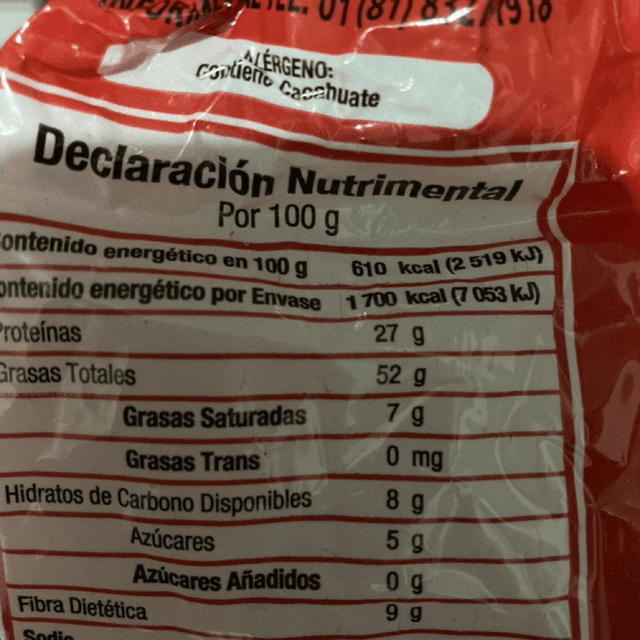 ALÉRGENO:
contiene Cacahuate
Declaración Nutrimental
Por 100 g
ontenido energético en 100 g 610 kcal (2 519 kJ)
ontenido energético por Envase 1 700 kcal (7 053 kJ)
Proteínas 27 g
Grasas Totales 52 g
Grasas Saturadas 7 g
Grasas Trans 0 mg
Hidratos de Carbono Disponibles 8 g
Azúcares 5 g
Azúcares Añadidos 0 g
Fibra Dietética 9 g